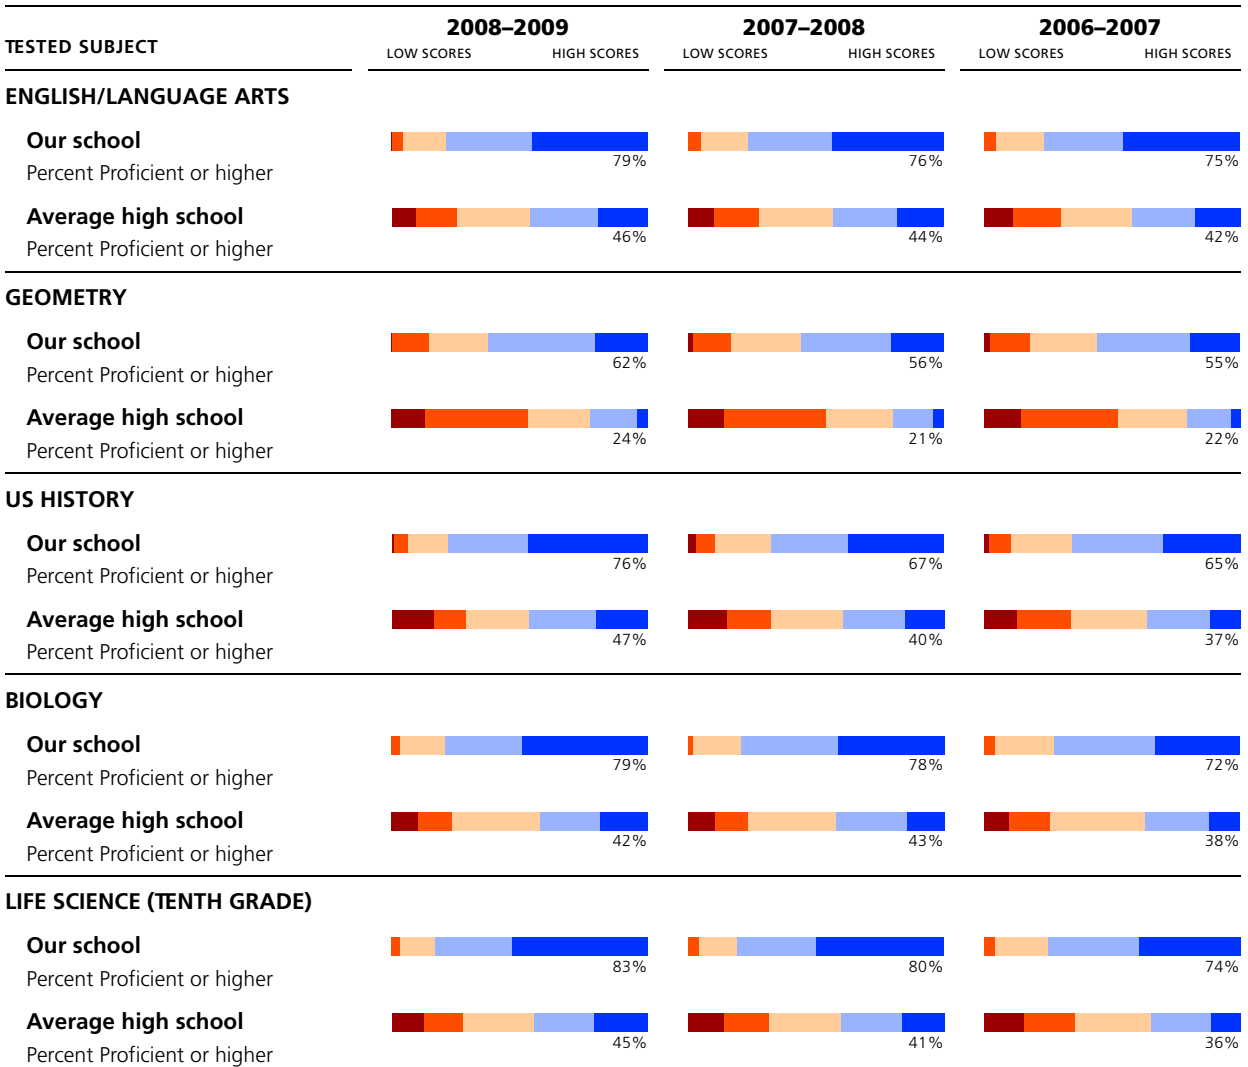 2008–2009 2007–2008 2006–2007
TESTED SUBJECT LOW SCORES HIGH SCORES LOW SCORES HIGH SCORES LOW SCORES HIGH SCORES
ENGLISH/LANGUAGE ARTS
Our school
79% 76% 75%
Percent Proficient or higher
Average high school
46% 44% 42%
Percent Proficient or higher
GEOMETRY
Our school
62% 56% 55%
Percent Proficient or higher
Average high school
24% 21% 22%
Percent Proficient or higher
US HISTORY
Our school
76% 67% 65%
Percent Proficient or higher
Average high school
47% 40% 37%
Percent Proficient or higher
BIOLOGY
Our school
79% 78% 72%
Percent Proficient or higher
Average high school
42% 43% 38%
Percent Proficient or higher
LIFE SCIENCE (TENTH GRADE)
Our school
83% 80% 74%
Percent Proficient or higher
Average high school
45% 41% 36%
Percent Proficient or higher